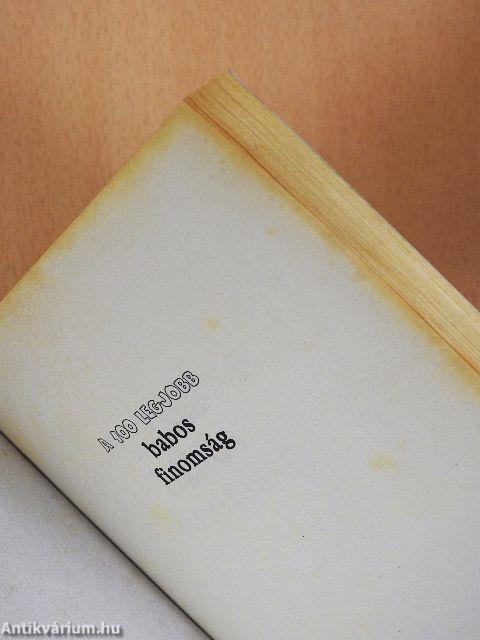 A 100 LEGJOBB
babos
finomság
Antikvárium.hu